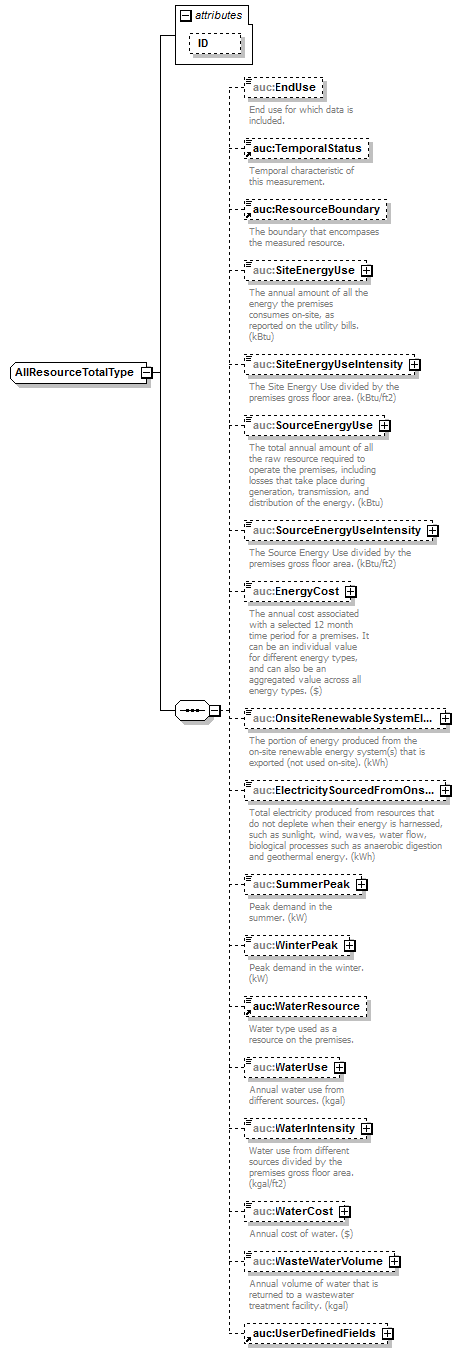 attributes
ID
auc:EndUse
End use for which data is
included.
auc:TemporalStatus
Temporal characteristic of
this measurement.
auc:ResourceBoundary
The boundary that encompases
the measured resource.
auc:SiteEnergyUse
The annual amount of all the
energy the premises
consumes on-site, as
reported on the utility bills.
(kBtu)
AllResourceTotalType
auc:SiteEnergyUseIntensity
The Site Energy Use divided by the
premises gross floor area. (kBtu/ft2)
auc:SourceEnergyUse
The total annual amount of all
the raw resource required to
operate the premises, including
losses that take place during
generation, transmission, and
distribution of the energy. (kBtu)
auc:SourceEnergyUseIntensity
The Source Energy Use divided by the
premises gross floor area. (kBtu/ft2)
auc:EnergyCost
The annual cost associated
with a selected 12 month
time period for a premises. It
can be an individual value
for different energy types,
and can also be an
aggregated value across all
energy types. ($)
auc:OnsiteRenewableSystemEl...
The portion of energy produced from the
on-site renewable energy system(s) that is
exported (not used on-site). (kWh)
auc:ElectricitySourcedFromOns...
Total electricity produced from resources that
do not deplete when their energy is harnessed,
such as sunlight, wind, waves, water flow,
biological processes such as anaerobic digestion
and geothermal energy. (kWh)
auc:SummerPeak
Peak demand in the
summer. (kW)
auc:WinterPeak
Peak demand in the winter.
(kW)
auc:WaterResource
Water type used as a
resource on the premises.
auc:WaterUse
Annual water use from
different sources. (kgal)
auc:WaterIntensity
Water use from different
sources divided by the
premises gross floor area.
(kgal/ft2)
auc:WaterCost
Annual cost of water. ($)
auc:WasteWaterVolume
Annual volume of water that is
returned to a wastewater
treatment facility. (kgal)
auc:UserDefinedFields